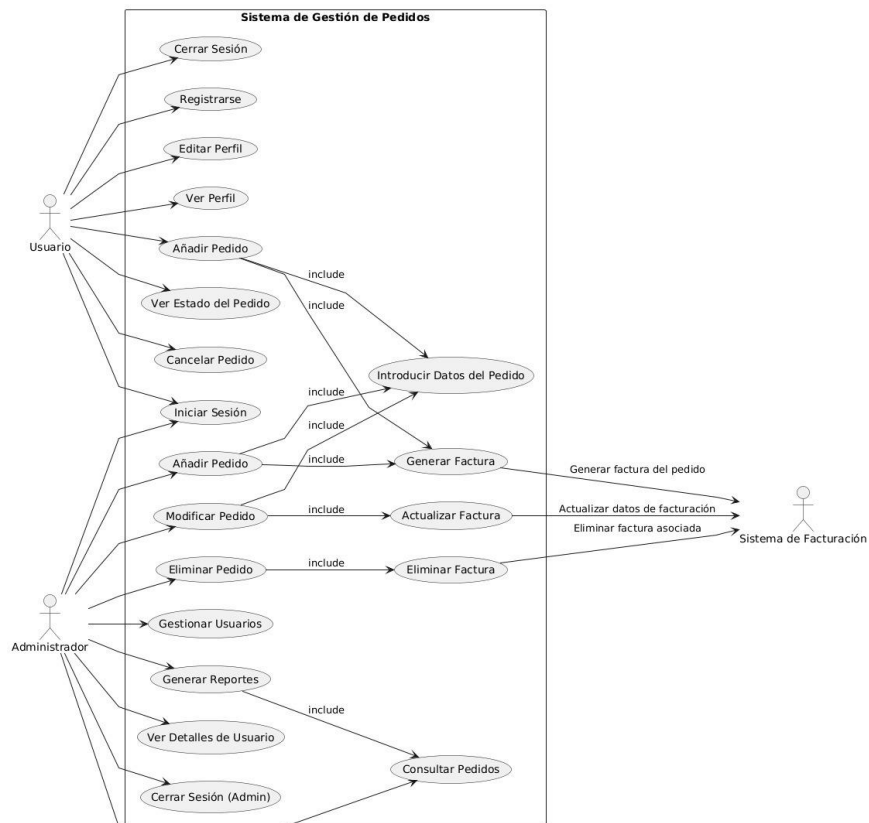 Sistema de Gestión de Pedidos
Cerrar Sesión
Registrarse
Editar Perfil
Ver Perfil
Usuario
Añadir Pedido
include
Ver Estado del Pedido
include
Cancelar Pedido
Introducir Datos del Pedido
include
Iniciar Sesión
include
Añadir Pedido
include
Generar Factura
Generar factura del pedido
Modificar Pedido
include
Actualizar Factura
Actualizar datos de facturación
Eliminar factura asociada
Sistema de Facturación
Eliminar Pedido
include
Eliminar Factura
Gestionar Usuarios
Administrador
Generar Reportes
include
Ver Detalles de Usuario
Consultar Pedidos
Cerrar Sesión (Admin)